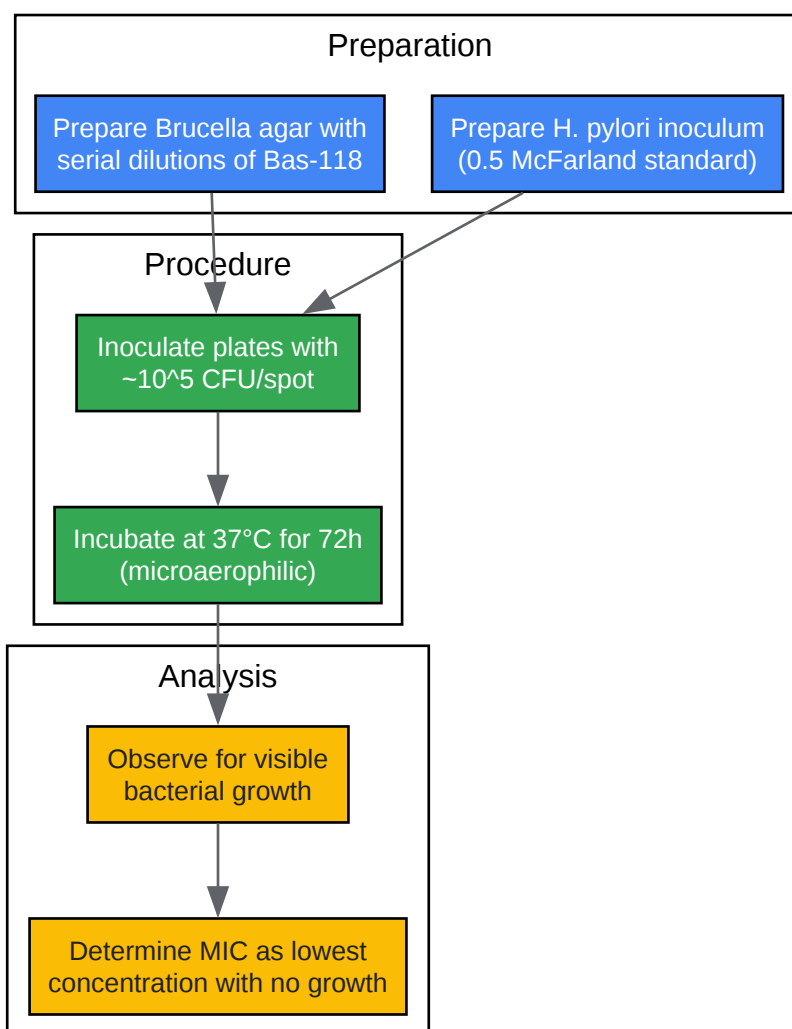 Preparation
Prepare Brucella agar with
serial dilutions of Bas-118
Prepare H. pylori inoculum
(0.5 McFarland standard)
Procedure
Inoculate plates with
~10^5 CFU/spot
Incubate at 37°C for 72h
(microaerophilic)
Analysis
Observe for visible
bacterial growth
Determine MIC as lowest
concentration with no growth